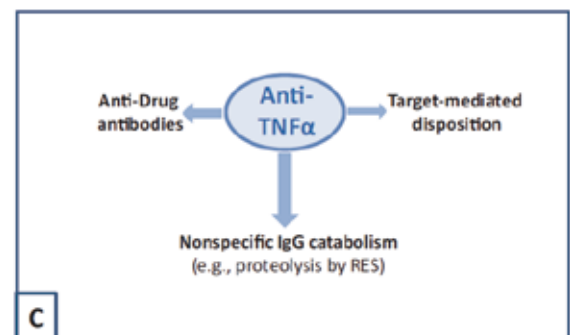 Anti-Drug
antibodies
Anti-
TNFα
Target-mediated
disposition
Nonspecific IgG catabolism
(e.g., proteolysis by RES)
C